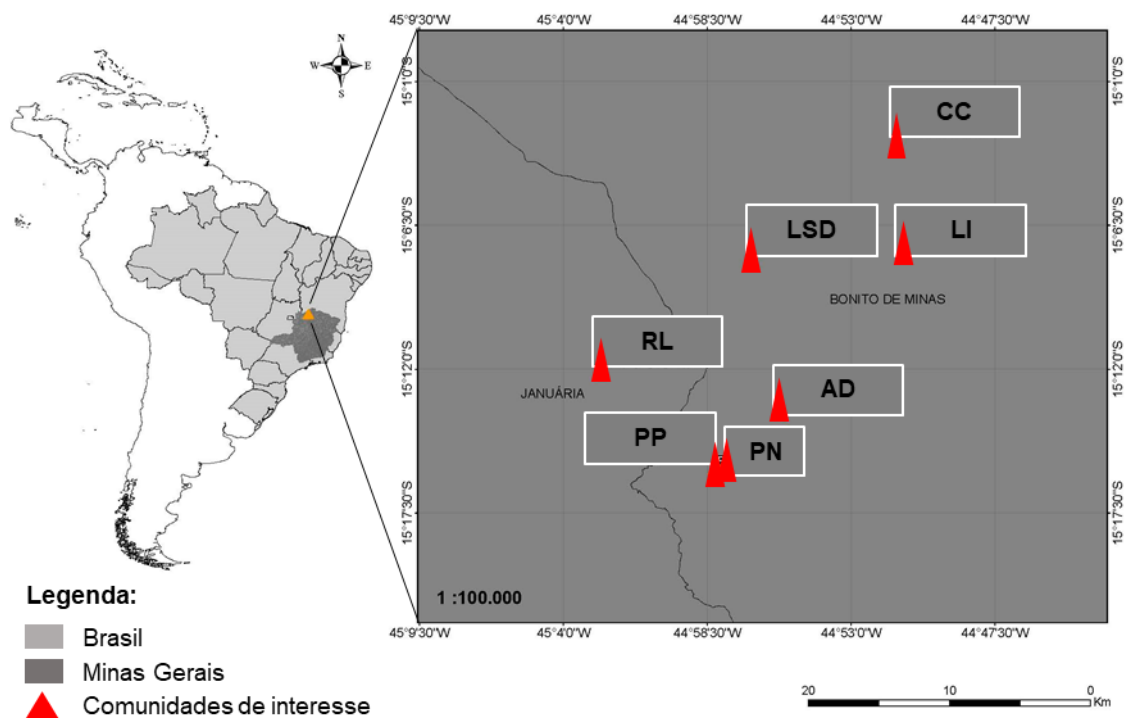 45°9'30"W 45°4'0"W 44°58'30"W 44°53'0"W 44°47'30"W
N
W E
S
15°1'0"S 15°1'0"S
CC
15°6'30"S 15°6'30"S
LSD LI
BONITO DE MINAS
RL
15°12'0"S 15°12'0"S
JANUÁRIA AD
PP PN
15°17'30"S 15°17'30"S
1 :100.000
45°9'30"W 45°4'0"W 44°58'30"W 44°53'0"W 44°47'30"W
Legenda:
Brasil
Minas Gerais
Comunidades de interesse
20 10 0
Km